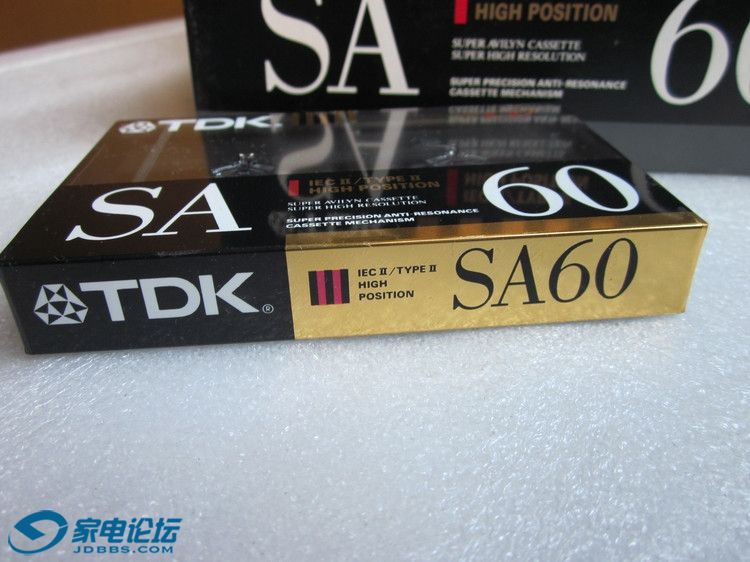 SA
HIGH POSITION
SUPER AVILYN CASSETTE
SUPER HIGH RESOLUTION
SUPER PRECISION ANTI-RESONANCE
CASSETTE MECHANISM
60
TDK
SA
IEC II / TYPE II
HIGH POSITION
SUPER AVILYN CASSETTE
SUPER HIGH RESOLUTION
SUPER PRECISION ANTI-RESONANCE
CASSETTE MECHANISM
60
TDK®
IEC II / TYPE II
HIGH
POSITION
SA60
家电论坛
JDBBS.COM